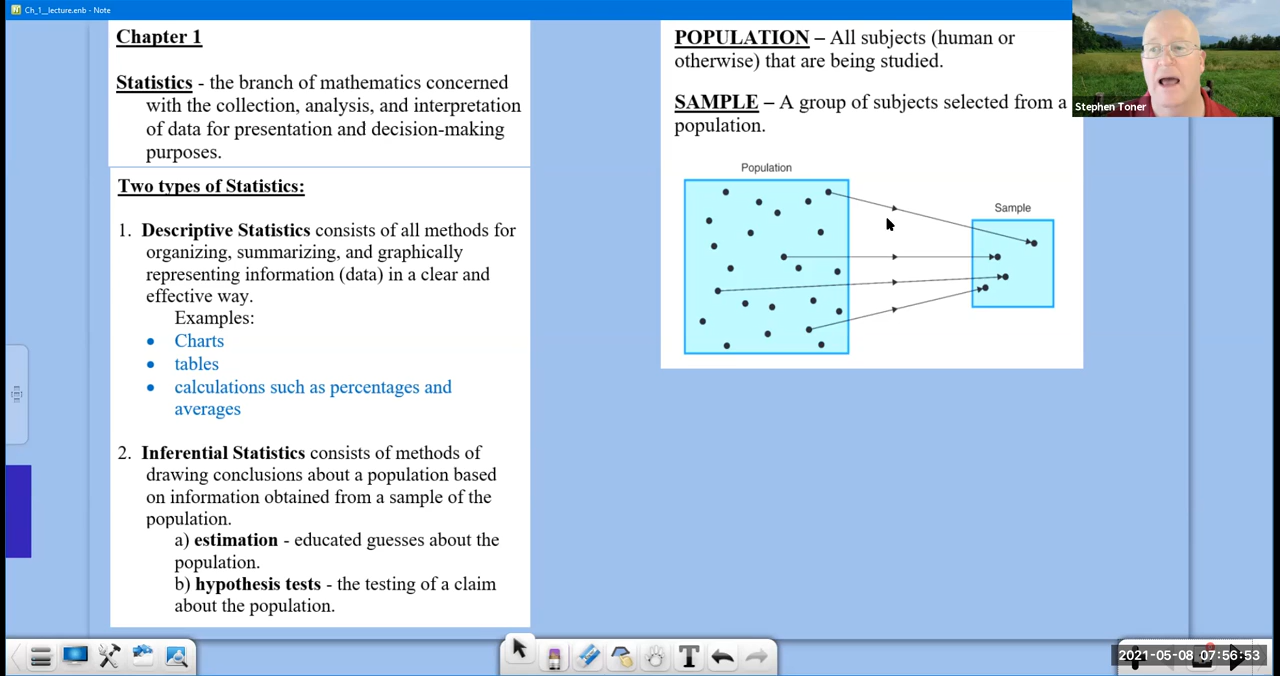 Ch_1__lecture.enb - Note
Chapter 1
Statistics - the branch of mathematics concerned
with the collection, analysis, and interpretation
of data for presentation and decision-making
purposes.
Two types of Statistics:
1. Descriptive Statistics consists of all methods for
organizing, summarizing, and graphically
representing information (data) in a clear and
effective way.
Examples:
• Charts
• tables
• calculations such as percentages and
averages
2. Inferential Statistics consists of methods of
drawing conclusions about a population based
on information obtained from a sample of the
population.
a) estimation - educated guesses about the
population.
b) hypothesis tests - the testing of a claim
about the population.
POPULATION – All subjects (human or
otherwise) that are being studied.
SAMPLE – A group of subjects selected from a
population.
Population
Sample
Stephen Toner
T
2021-05-08 07:56:53